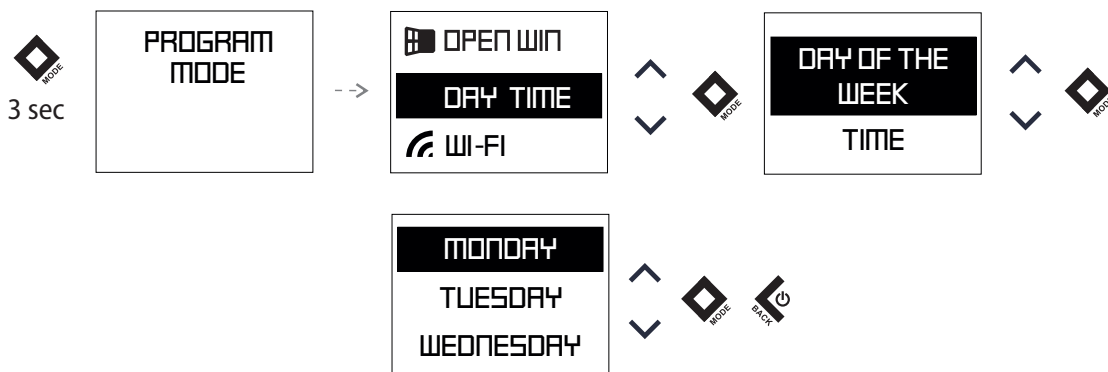 MODE
3 sec
PROGRAM
MODE
OPEN WIN
DAY TIME
WI-FI
MODE
DAY OF THE
WEEK
TIME
MODE
MONDAY
TUESDAY
WEDNESDAY
MODE
BACK